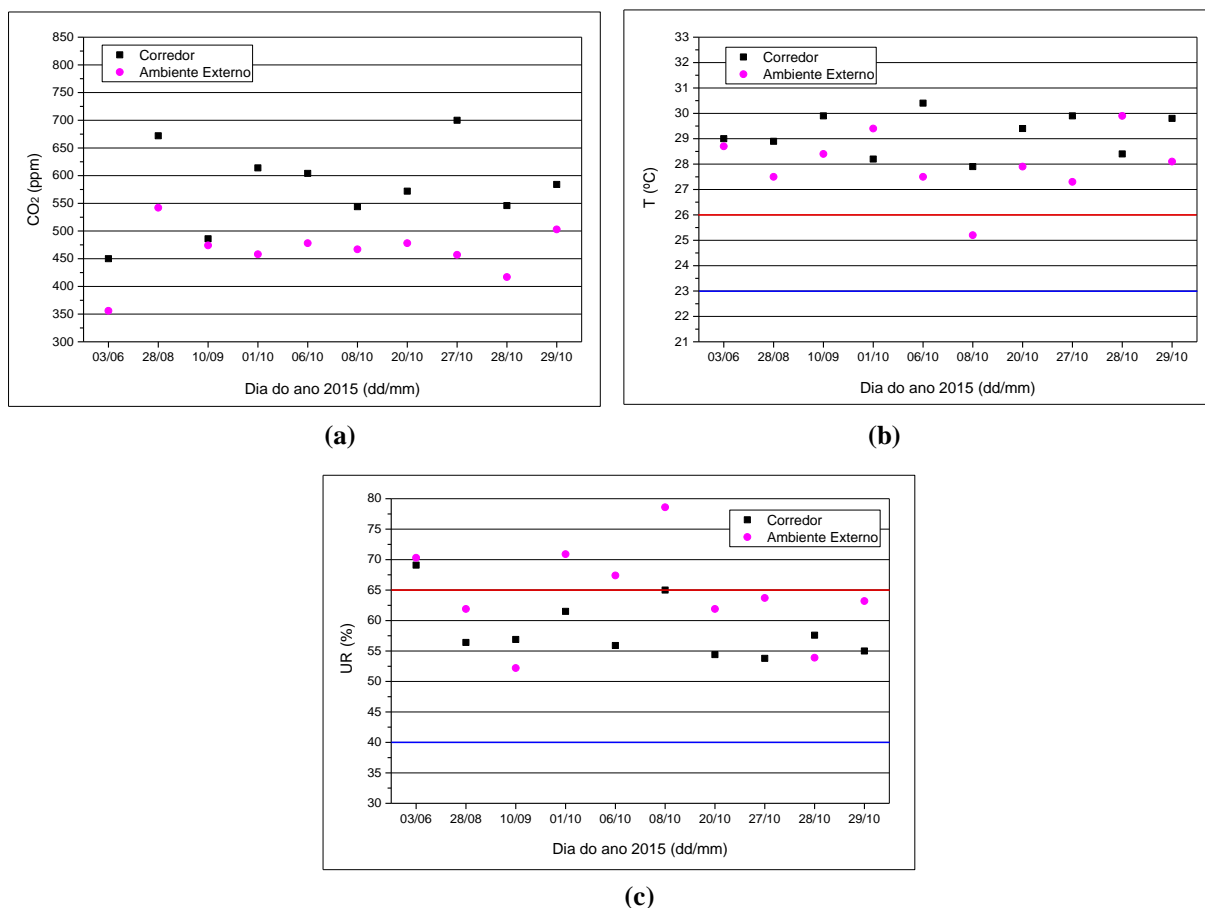 850
800
750
700
650
600
550
500
450
400
350
300
CO2 (ppm)
Corredor
Ambiente Externo
03/06 28/08 10/09 01/10 06/10 08/10 20/10 27/10 28/10 29/10
Dia do ano 2015 (dd/mm)
(a)
33
32
31
30
29
28
27
26
25
24
23
22
21
T (ºC)
Corredor
Ambiente Externo
03/06 28/08 10/09 01/10 06/10 08/10 20/10 27/10 28/10 29/10
Dia do ano 2015 (dd/mm)
(b)
80
75
70
65
60
55
50
45
40
35
30
UR (%)
Corredor
Ambiente Externo
03/06 28/08 10/09 01/10 06/10 08/10 20/10 27/10 28/10 29/10
Dia do ano 2015 (dd/mm)
(c)